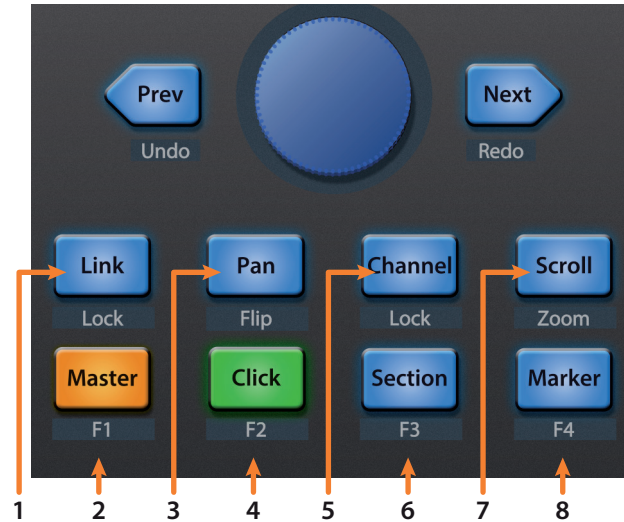 Prev Next
Undo Redo
Link Pan Channel Scroll
Lock Flip Lock Zoom
Master Click Section Marker
F1 F2 F3 F4
1 2 3 4 5 6 7 8